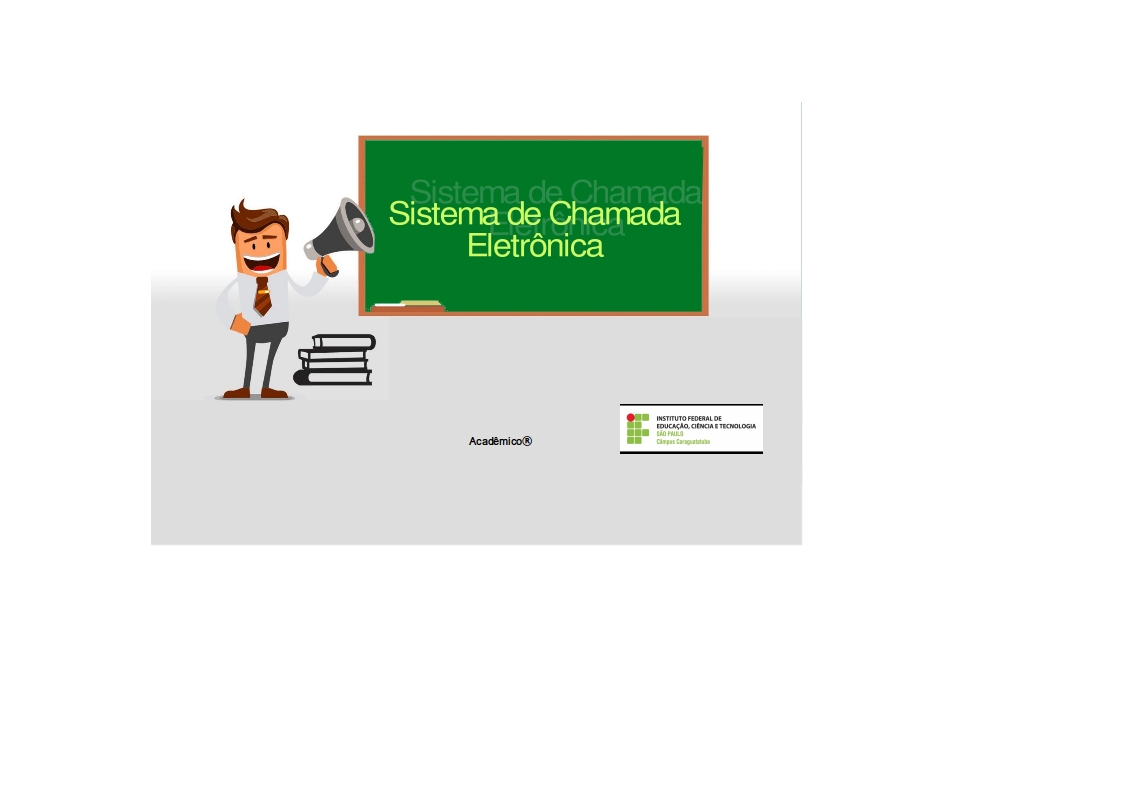 Sistema de Chamada
Eletrônica
Acadêmico®
INSTITUTO FEDERAL DE
EDUCAÇÃO, CIÊNCIA E TECNOLOGIA
SÃO PAULO
Câmpus Caraguatatuba